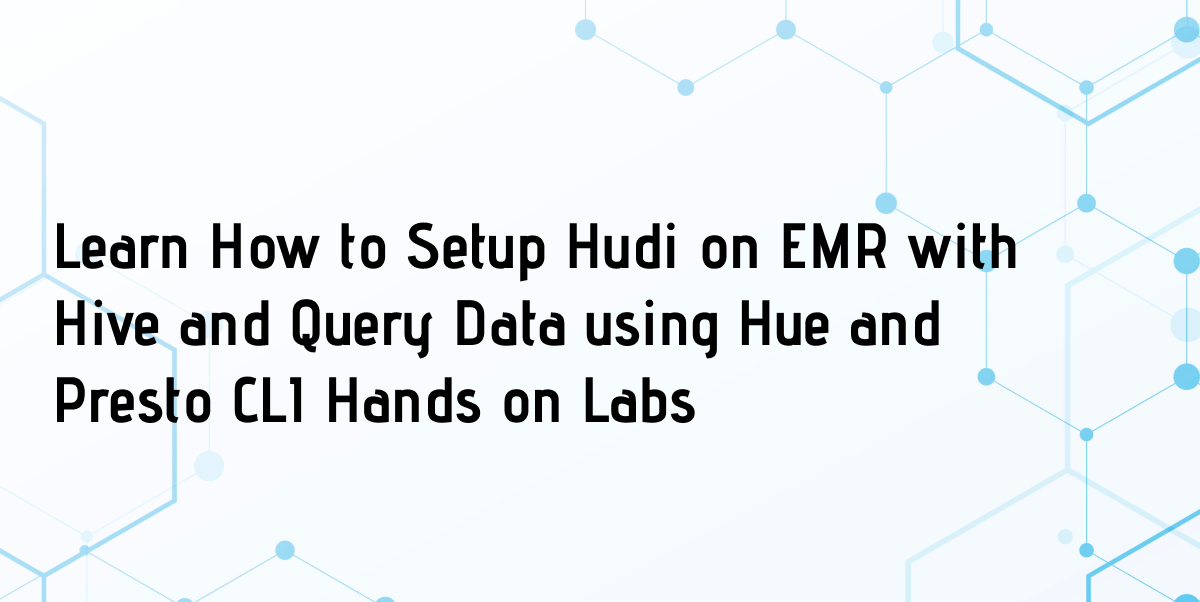 Learn How to Setup Hudi on EMR with
Hive and Query Data using Hue and
Presto CLI Hands on Labs